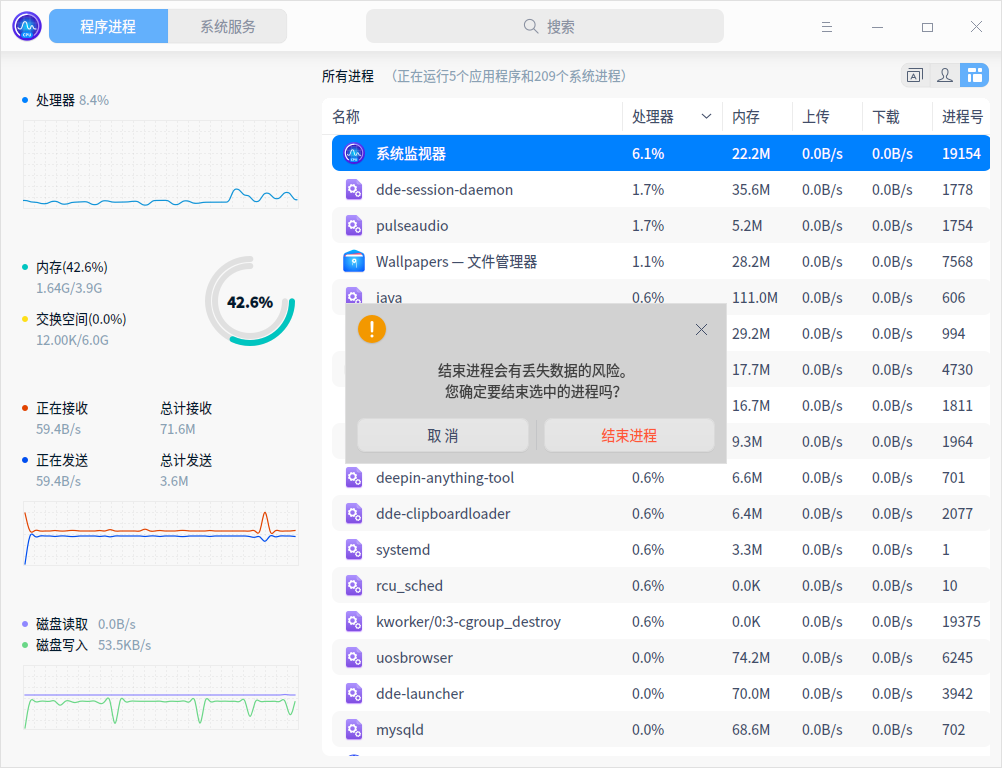 程序进程 系统服务 搜索
所有进程 （正在运行5个应用程序和209个系统进程）
处理器 8.4%
内存(42.6%)
1.64G/3.9G
42.6%
交换空间(0.0%)
12.00K/6.0G
正在接收 总计接收
59.4B/s 71.6M
正在发送 总计发送
59.4B/s 3.6M
磁盘读取 0.0B/s
磁盘写入 53.5KB/s
名称 处理器 内存 上传 下载 进程号
系统监视器 6.1% 22.2M 0.0B/s 0.0B/s 19154
dde-session-daemon 1.7% 35.6M 0.0B/s 0.0B/s 1778
pulseaudio 1.7% 5.2M 0.0B/s 0.0B/s 1754
Wallpapers — 文件管理器 1.1% 28.2M 0.0B/s 0.0B/s 7568
java 0.6% 111.0M 0.0B/s 0.0B/s 606
29.2M 0.0B/s 0.0B/s 994
17.7M 0.0B/s 0.0B/s 4730
16.7M 0.0B/s 0.0B/s 1811
9.3M 0.0B/s 0.0B/s 1964
deepin-anything-tool 0.6% 6.6M 0.0B/s 0.0B/s 701
dde-clipboardloader 0.6% 6.4M 0.0B/s 0.0B/s 2077
systemd 0.6% 3.3M 0.0B/s 0.0B/s 1
rcu_sched 0.6% 0.0K 0.0B/s 0.0B/s 10
kworker/0:3-cgroup_destroy 0.6% 0.0K 0.0B/s 0.0B/s 19375
uosbrowser 0.0% 74.2M 0.0B/s 0.0B/s 6245
dde-launcher 0.0% 70.0M 0.0B/s 0.0B/s 3942
mysqld 0.0% 68.6M 0.0B/s 0.0B/s 702
结束进程会有丢失数据的风险。
您确定要结束选中的进程吗?
取 消 结束进程